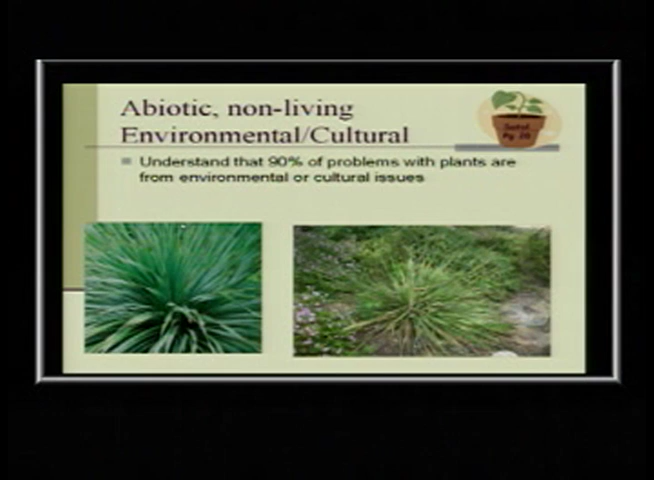 Abiotic, non-living
Environmental/Cultural
Understand that 90% of problems with plants are
from environmental or cultural issues